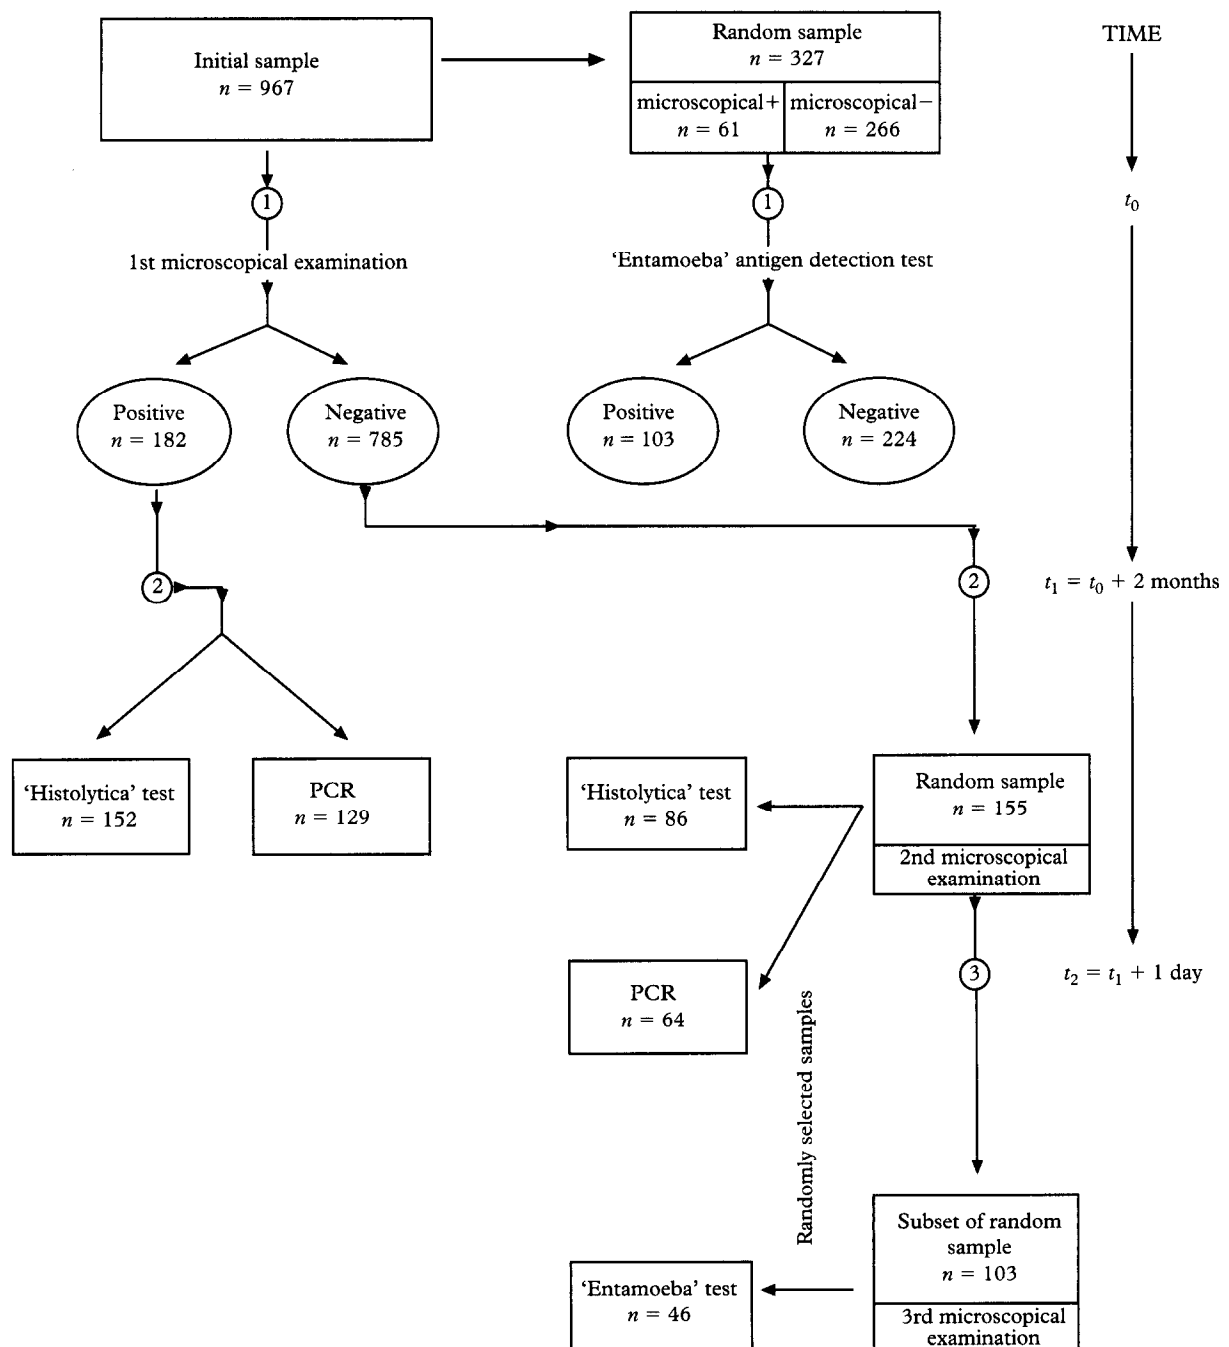 Initial sample
n = 967
Random sample
n = 327
microscopical+
n = 61
microscopical−
n = 266
TIME
1
1
t0
1st microscopical examination
‘Entamoeba’ antigen detection test
Positive
n = 182
Negative
n = 785
Positive
n = 103
Negative
n = 224
2
2
t1 = t0 + 2 months
‘Histolytica’ test
n = 152
PCR
n = 129
‘Histolytica’ test
n = 86
Random sample
n = 155
2nd microscopical
examination
PCR
n = 64
3
t2 = t1 + 1 day
Randomly selected samples
Subset of random
sample
n = 103
3rd microscopical
examination
‘Entamoeba’ test
n = 46